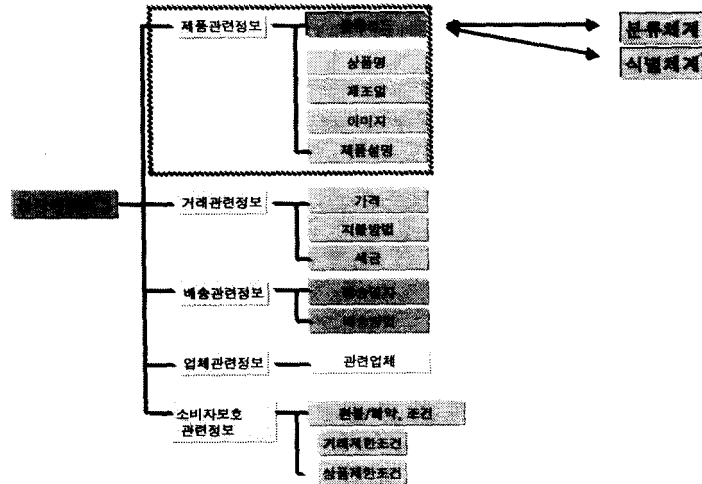 제품관련정보
분류체계
식별체계
상품명
제조일
이미지
제품설명
거래관련정보
가격
지불방법
세금
배송관련정보
배송방법
업체관련정보
관련업체
소비자보호
관련정보
환불/해약, 조건
거래제한조건
상품제한조건